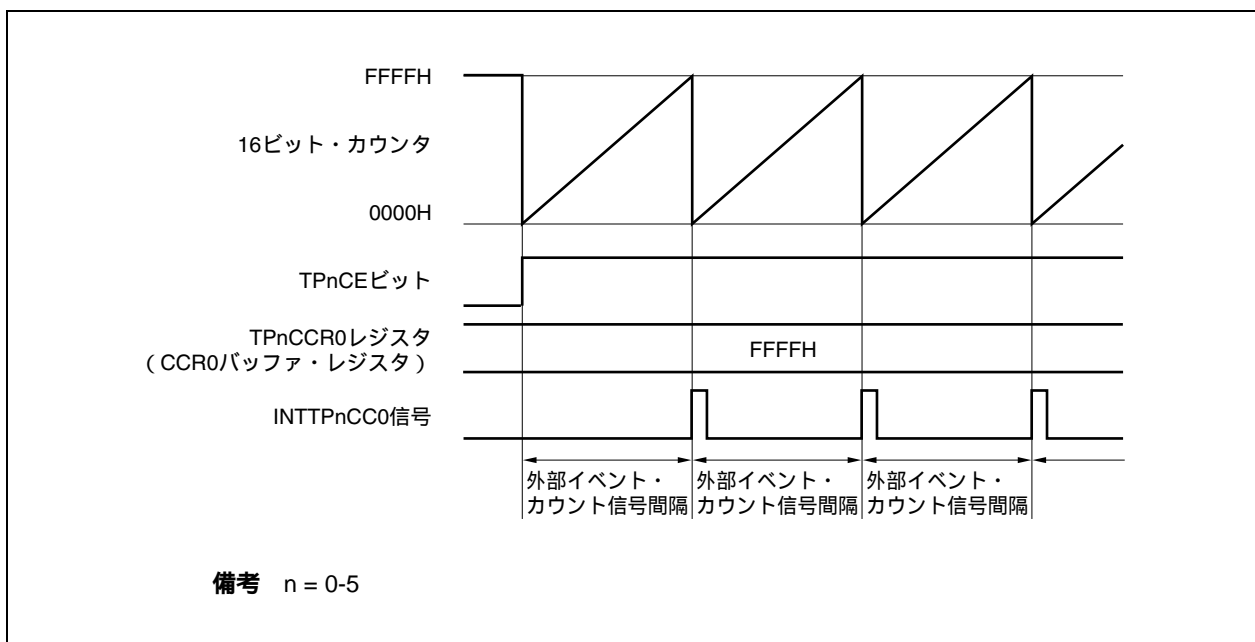 FFFFH
16ビット・カウンタ
0000H
TPnCEビット
TPnCCR0レジスタ
（CCR0バッファ・レジスタ）
FFFFH
INTTPnCC0信号
外部イベント・
カウント信号間隔
外部イベント・
カウント信号間隔
外部イベント・
カウント信号間隔
備考 n = 0-5